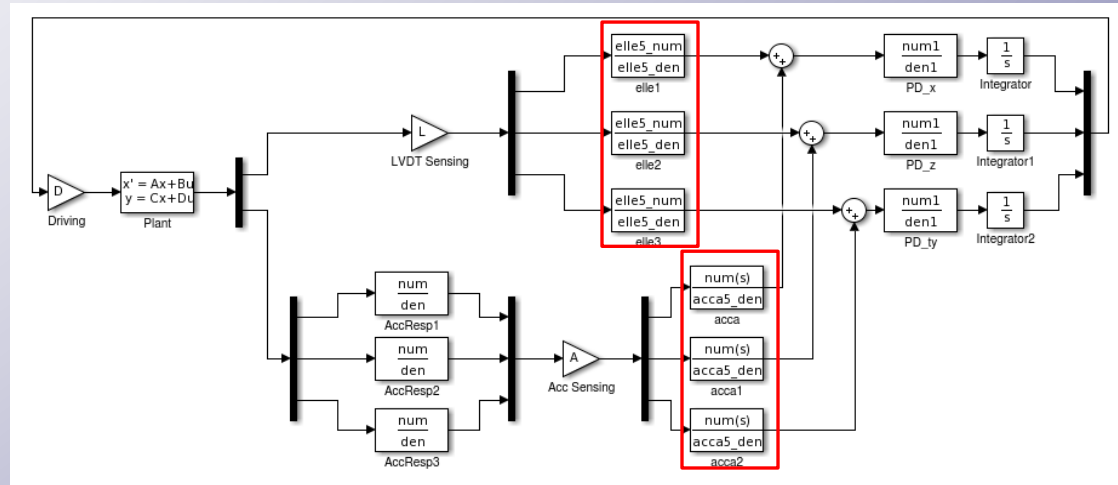 elle5_num
elle5_den
elle1
num1
den1
PD_x
1
s
Integrator
L
LVDT Sensing
elle5_num
elle5_den
elle2
num1
den1
PD_z
1
s
Integrator1
D
Driving
x' = Ax+Bu
y = Cx+Du
Plant
elle5_num
elle5_den
elle3
num1
den1
PD_ty
1
s
Integrator2
num
den
AccResp1
num
den
AccResp2
num
den
AccResp3
A
Acc Sensing
num(s)
acca5_den
acca
num(s)
acca5_den
acca1
num(s)
acca5_den
acca2